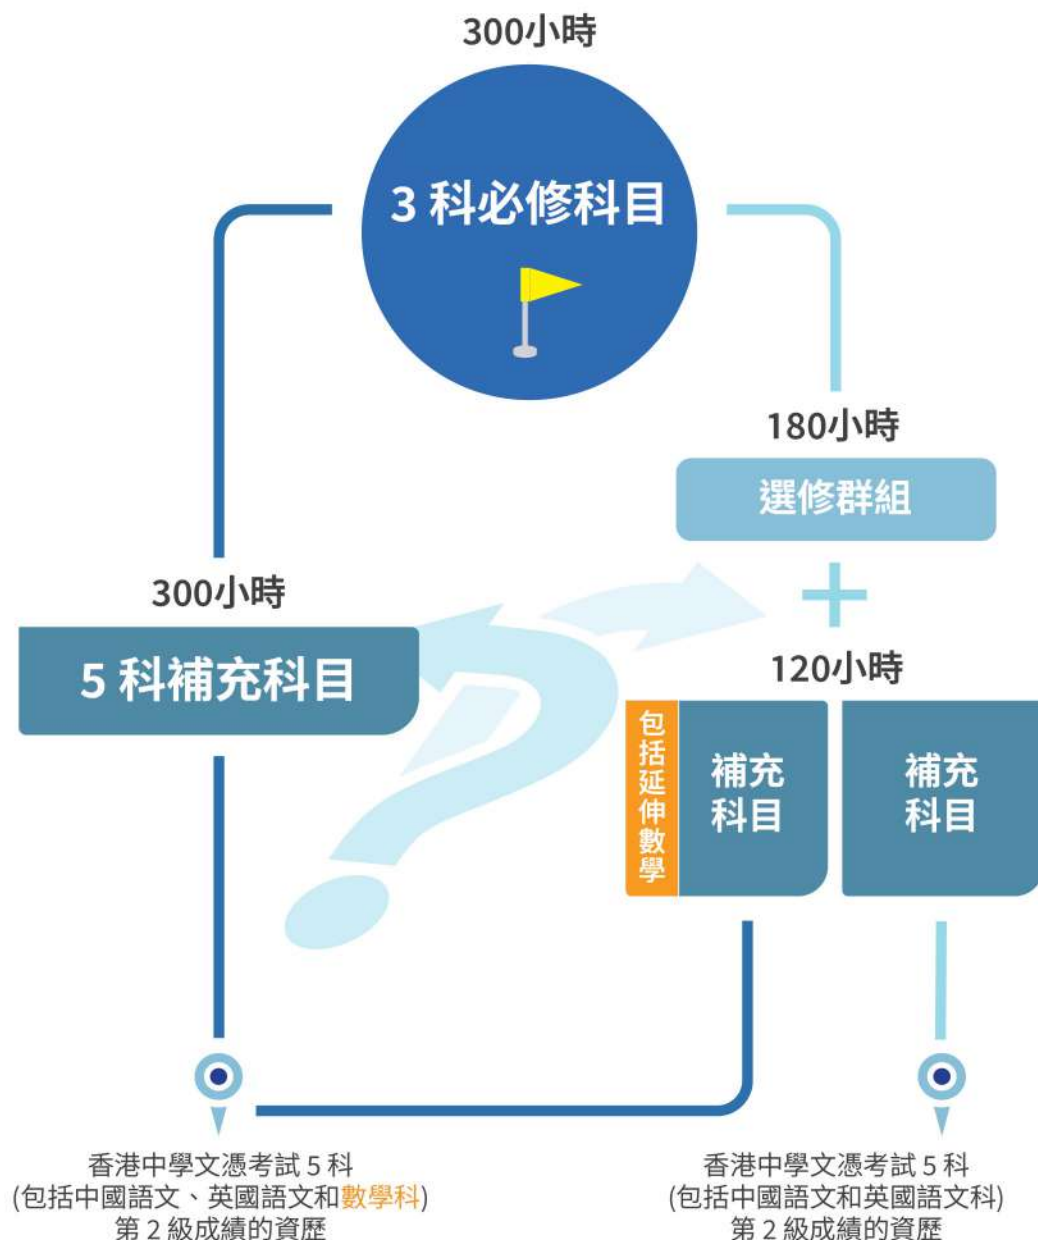 300小時
3 科必修科目
180小時
選修群組
300小時
5 科補充科目
120小時
包括延伸數學
補充
科目
補充
科目
香港中學文憑考試 5 科
(包括中國語文、英國語文和數學科)
第 2 級成績的資歷
香港中學文憑考試 5 科
(包括中國語文和英國語文科)
第 2 級成績的資歷